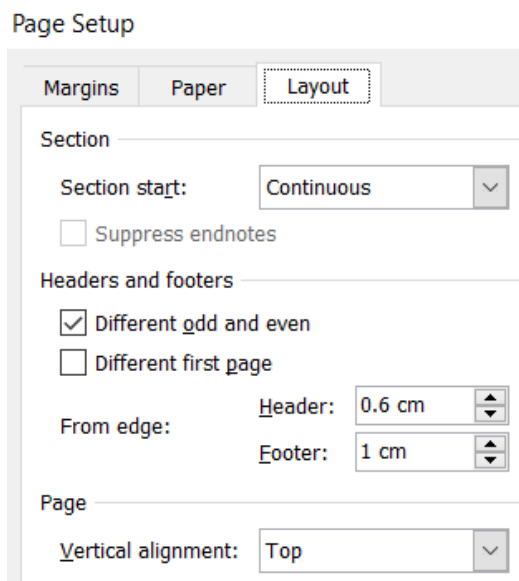 Page Setup
Margins Paper Layout
Section
Section start: Continuous
Suppress endnotes
Headers and footers
Different odd and even
Different first page
Header: 0.6 cm
From edge:
Footer: 1 cm
Page
Vertical alignment: Top